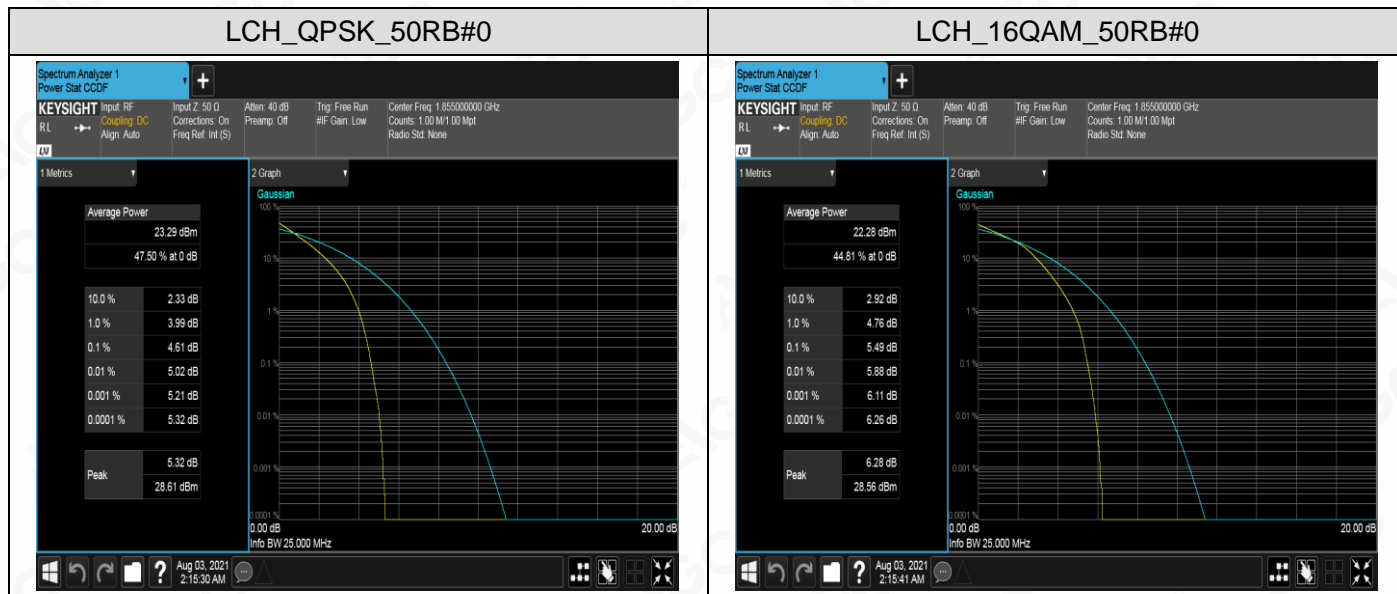 LCH_QPSK_50RB#0
Spectrum Analyzer 1
Power Stat CCDF
KEYSIGHT
RL
LXI
Input: RF
Coupling: DC
Align: Auto
Input Z: 50 Ω
Corrections: On
Freq Ref: Int (S)
Atten: 40 dB
Preamp: Off
Trig: Free Run
#IF Gain: Low
Center Freq: 1.855000000 GHz
Counts: 1.00 M/1.00 Mpt
Radio Std: None
1 Metrics
Average Power
23.29 dBm
47.50 % at 0 dB
10.0 % 2.33 dB
1.0 % 3.99 dB
0.1 % 4.61 dB
0.01 % 5.02 dB
0.001 % 5.21 dB
0.0001 % 5.32 dB
Peak
5.32 dB
28.61 dBm
2 Graph
Gaussian
100 %
10 %
1 %
0.1 %
0.01 %
0.001 %
0.0001 %
0.00 dB 20.00 dB
Info BW 25.000 MHz
?
Aug 03, 2021
2:15:30 AM
LCH_16QAM_50RB#0
Spectrum Analyzer 1
Power Stat CCDF
KEYSIGHT
RL
LXI
Input: RF
Coupling: DC
Align: Auto
Input Z: 50 Ω
Corrections: On
Freq Ref: Int (S)
Atten: 40 dB
Preamp: Off
Trig: Free Run
#IF Gain: Low
Center Freq: 1.855000000 GHz
Counts: 1.00 M/1.00 Mpt
Radio Std: None
1 Metrics
Average Power
22.28 dBm
44.81 % at 0 dB
10.0 % 2.92 dB
1.0 % 4.76 dB
0.1 % 5.49 dB
0.01 % 5.88 dB
0.001 % 6.11 dB
0.0001 % 6.26 dB
Peak
6.28 dB
28.56 dBm
2 Graph
Gaussian
100 %
10 %
1 %
0.1 %
0.01 %
0.001 %
0.0001 %
0.00 dB 20.00 dB
Info BW 25.000 MHz
?
Aug 03, 2021
2:15:41 AM